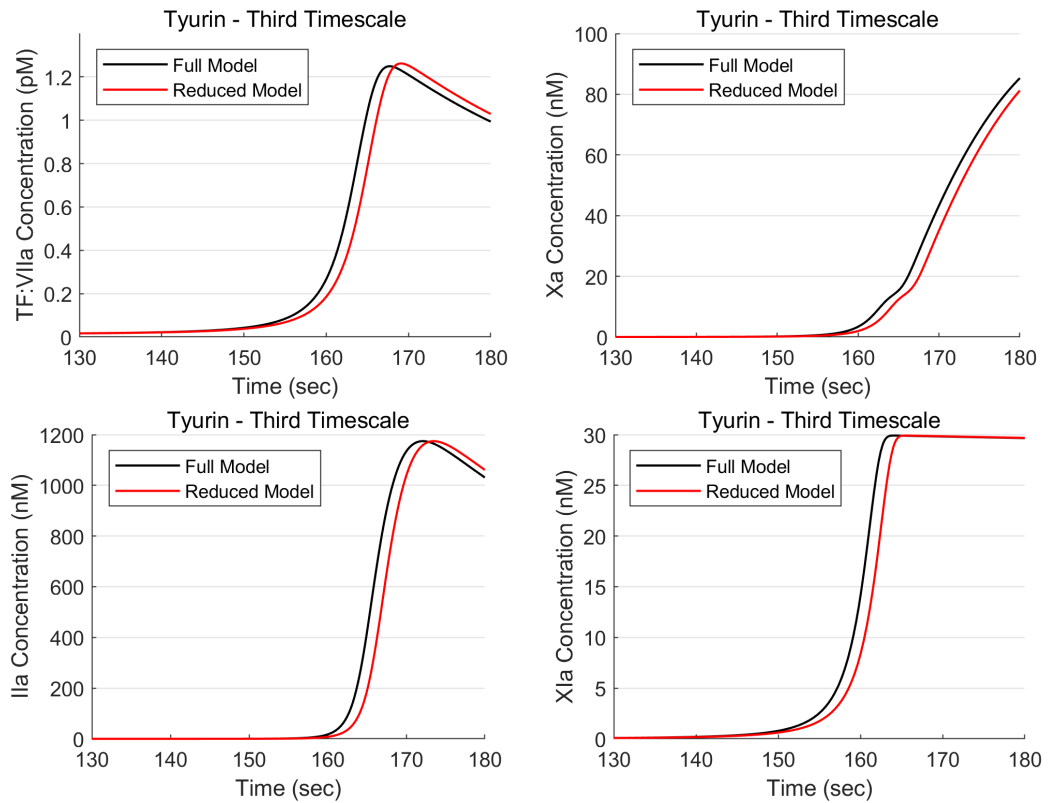 Tyurin - Third Timescale
TF:VIIa Concentration (pM)
1.2
1
0.8
0.6
0.4
0.2
0
Full Model
Reduced Model
130 140 150 160 170 180
Time (sec)
Tyurin - Third Timescale
Xa Concentration (nM)
100
80
60
40
20
0
Full Model
Reduced Model
130 140 150 160 170 180
Time (sec)
Tyurin - Third Timescale
IIa Concentration (nM)
1200
1000
800
600
400
200
0
Full Model
Reduced Model
130 140 150 160 170 180
Time (sec)
Tyurin - Third Timescale
XIa Concentration (nM)
30
25
20
15
10
5
0
Full Model
Reduced Model
130 140 150 160 170 180
Time (sec)